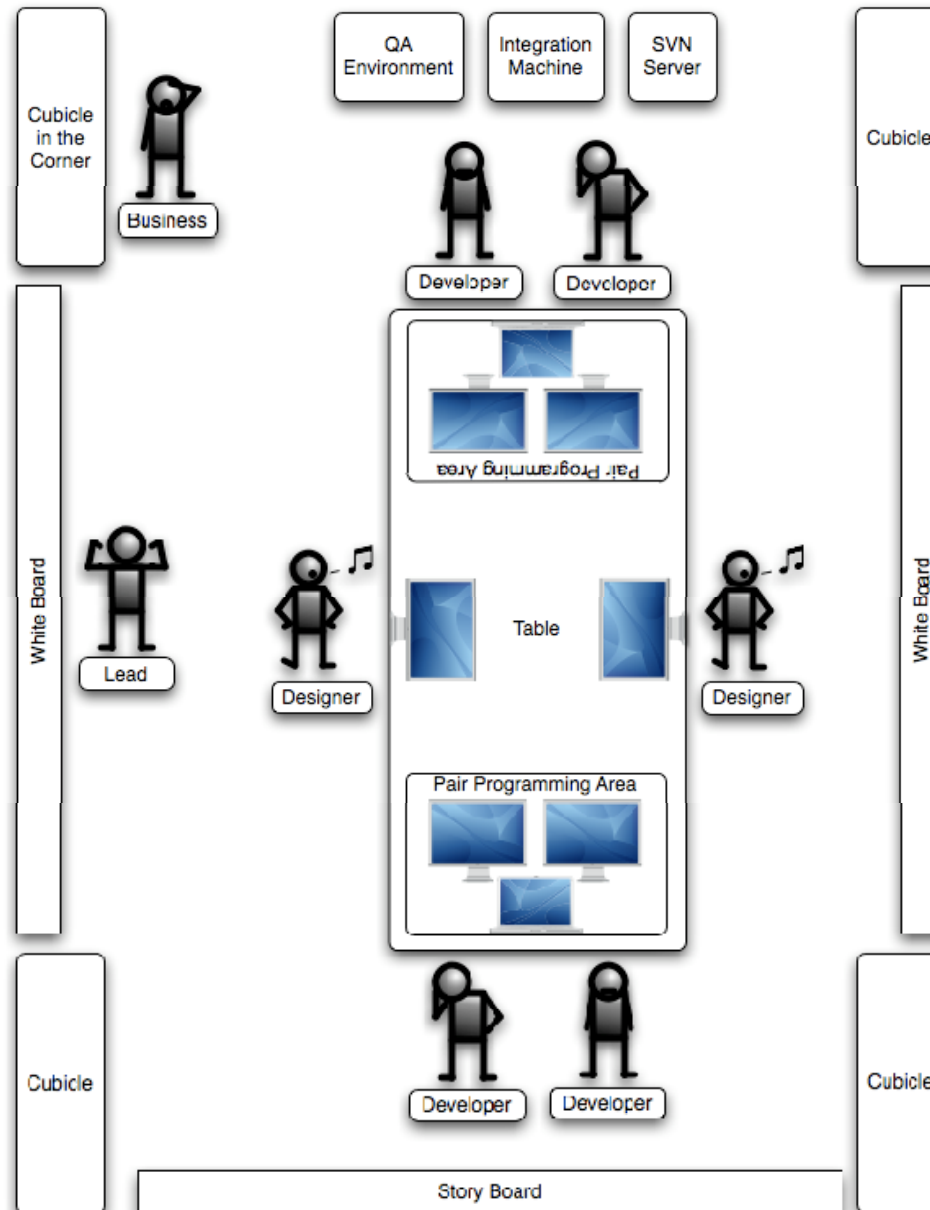 QA
Environment
Integration
Machine
SVN
Server
Cubicle
in the
Corner
Cubicle
Business
Developer
Developer
Pair Programming Area
White Board
White Board
Table
Lead
Designer
Designer
Pair Programming Area
Cubicle
Cubicle
Developer
Developer
Story Board